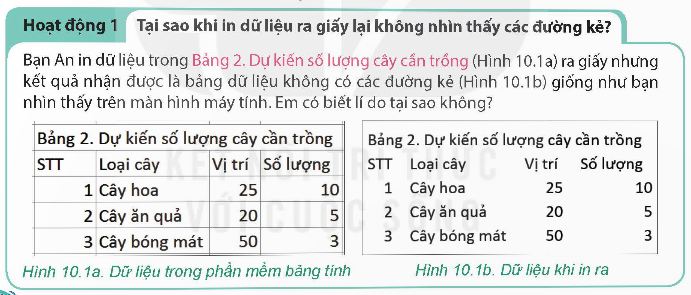 Hoạt động 1 Tại sao khi in dữ liệu ra giấy lại không nhìn thấy các đường kẻ?
Bạn An in dữ liệu trong Bảng 2. Dự kiến số lượng cây cần trồng (Hình 10.1a) ra giấy nhưng
kết quả nhận được là bảng dữ liệu không có các đường kẻ (Hình 10.1b) giống như bạn
nhìn thấy trên màn hình máy tính. Em có biết lí do tại sao không?
Bảng 2. Dự kiến số lượng cây cần trồng
STT Loại cây Vị trí Số lượng
1 Cây hoa 25 10
2 Cây ăn quả 20 5
3 Cây bóng mát 50 3
Hình 10.1a. Dữ liệu trong phần mềm bảng tính
Bảng 2. Dự kiến số lượng cây cần trồng
STT Loại cây Vị trí Số lượng
1 Cây hoa 25 10
2 Cây ăn quả 20 5
3 Cây bóng mát 50 3
Hình 10.1b. Dữ liệu khi in ra
KẾT NỐI TRI THỨC
VỚI CUỘC SỐNG